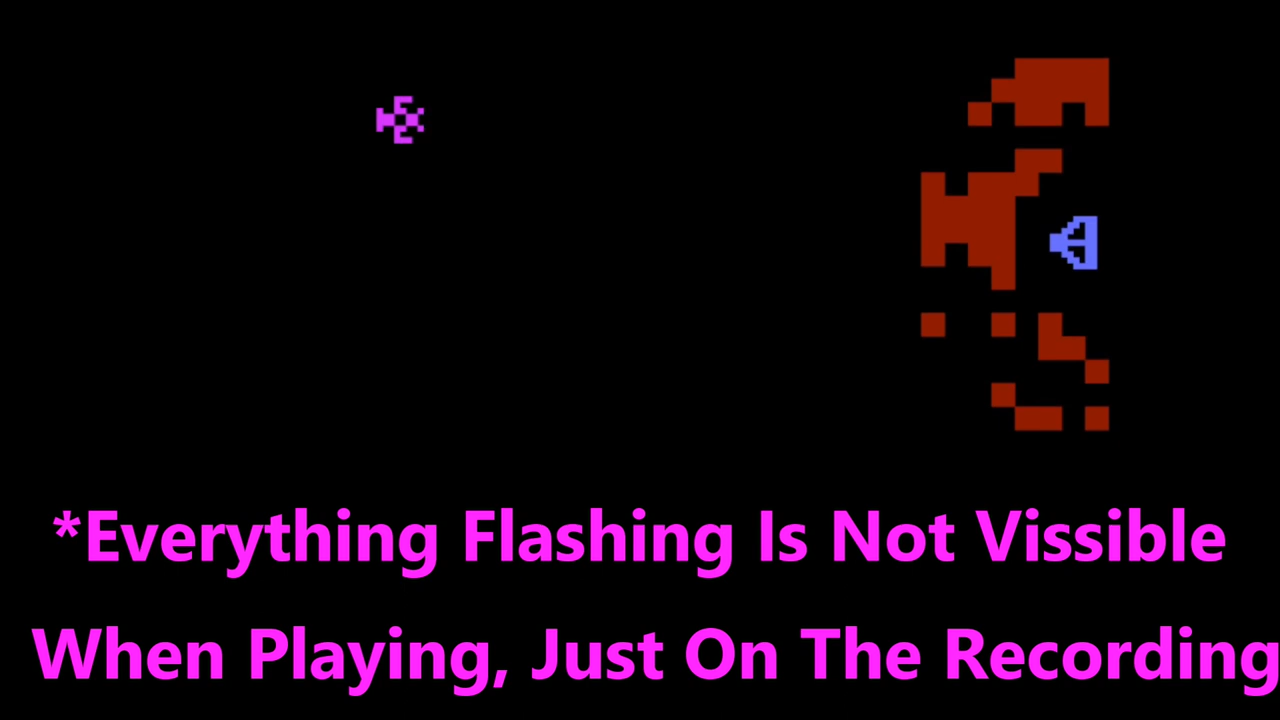 *Everything Flashing Is Not Vissible
When Playing, Just On The Recording